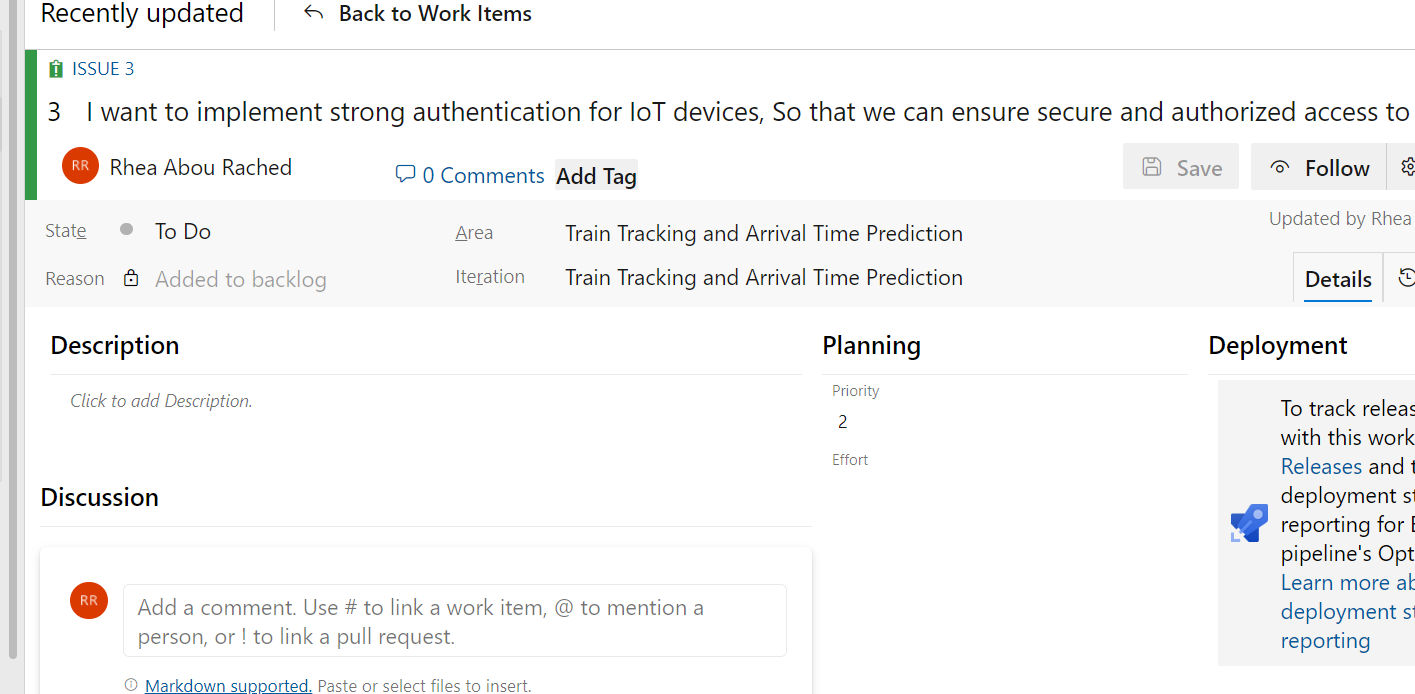 Recently updated
Back to Work Items
ISSUE 3
3 I want to implement strong authentication for IoT devices, So that we can ensure secure and authorized access to
RR Rhea Abou Rached
0 Comments
Add Tag
Save
Follow
State
To Do
Area
Train Tracking and Arrival Time Prediction
Updated by Rhea
Reason
Added to backlog
Iteration
Train Tracking and Arrival Time Prediction
Details
Description
Click to add Description.
Planning
Priority
2
Effort
Deployment
To track releas
with this work
Releases and t
deployment st
reporting for
pipeline's Opt
Learn more ab
deployment st
reporting
Discussion
RR
Add a comment. Use # to link a work item, @ to mention a
person, or ! to link a pull request.
Markdown supported. Paste or select files to insert.